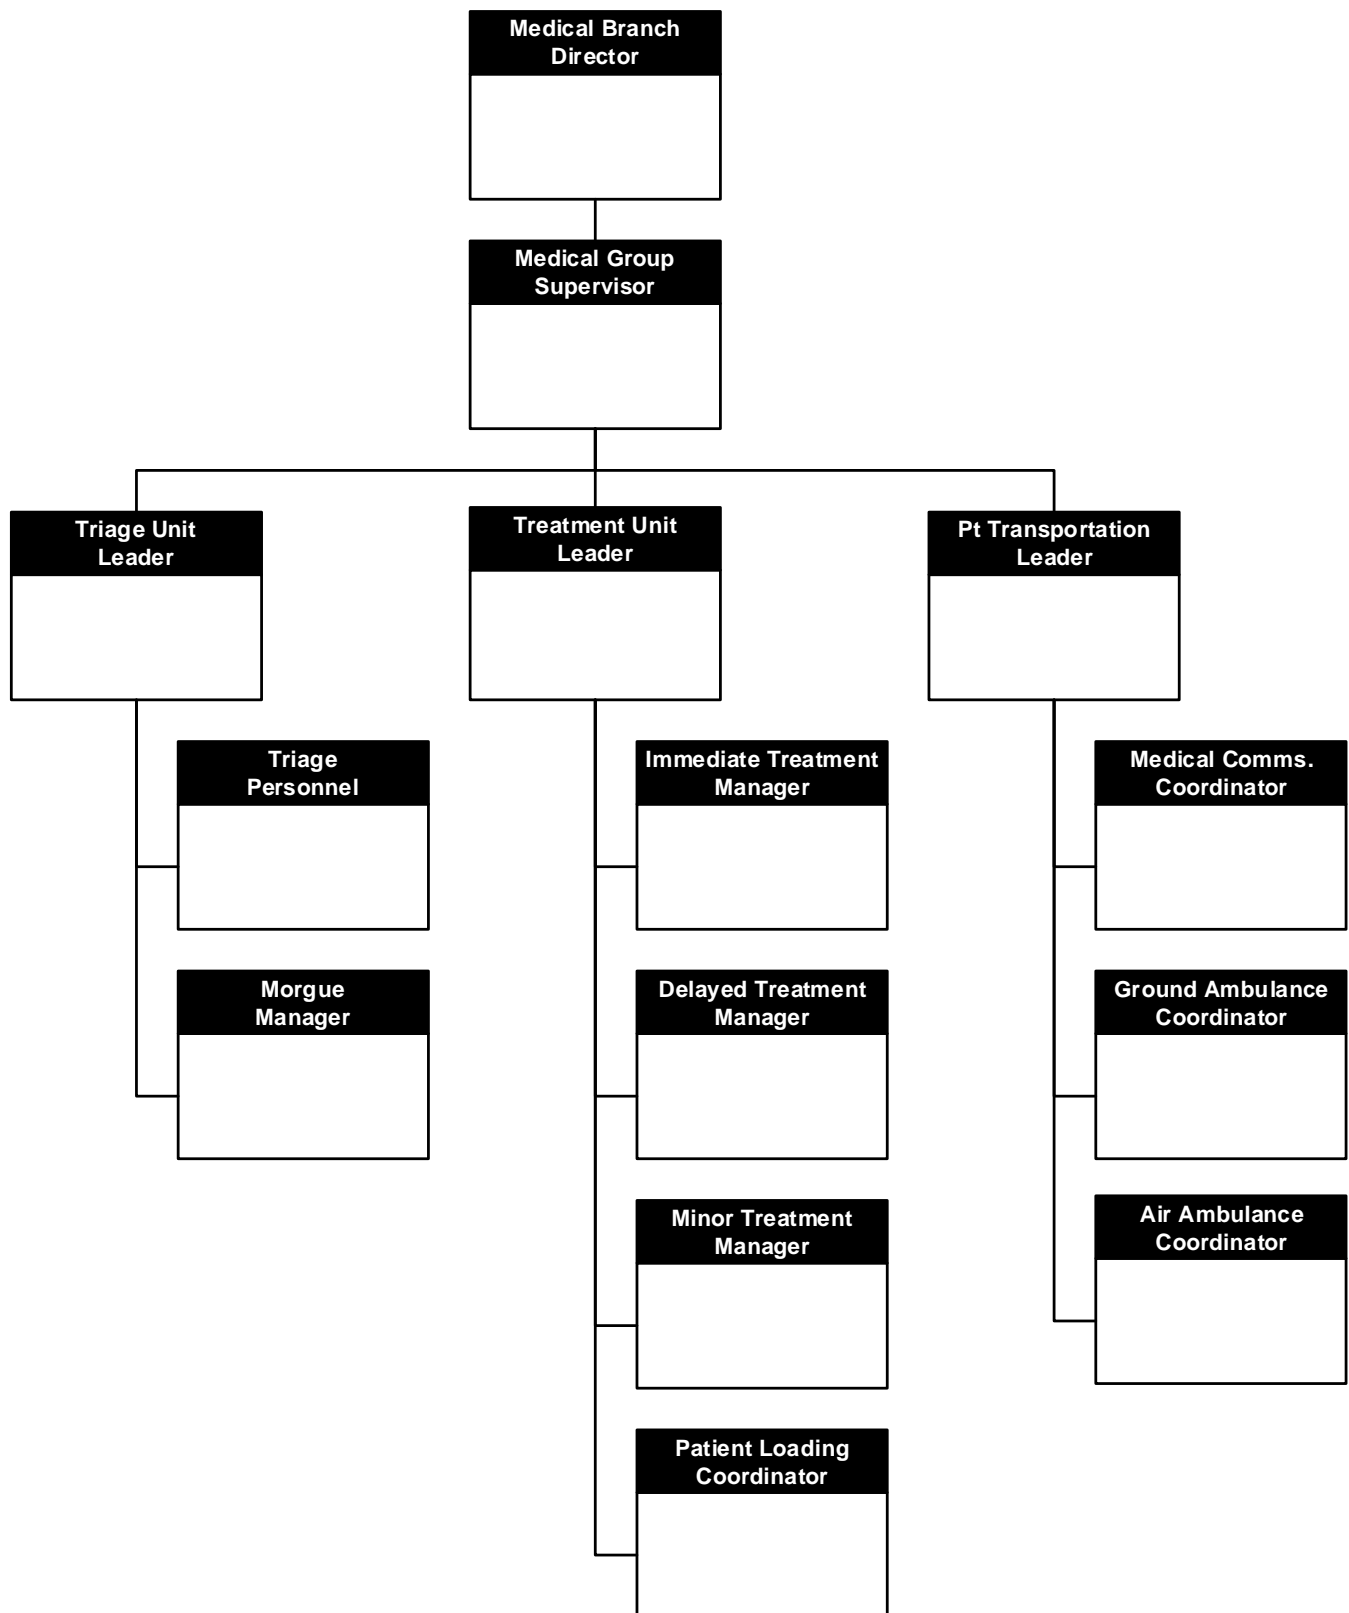 Medical Branch
Director
Medical Group
Supervisor
Triage Unit
Leader
Treatment Unit
Leader
Pt Transportation
Leader
Triage
Personnel
Immediate Treatment
Manager
Medical Comms.
Coordinator
Morgue
Manager
Delayed Treatment
Manager
Ground Ambulance
Coordinator
Minor Treatment
Manager
Air Ambulance
Coordinator
Patient Loading
Coordinator